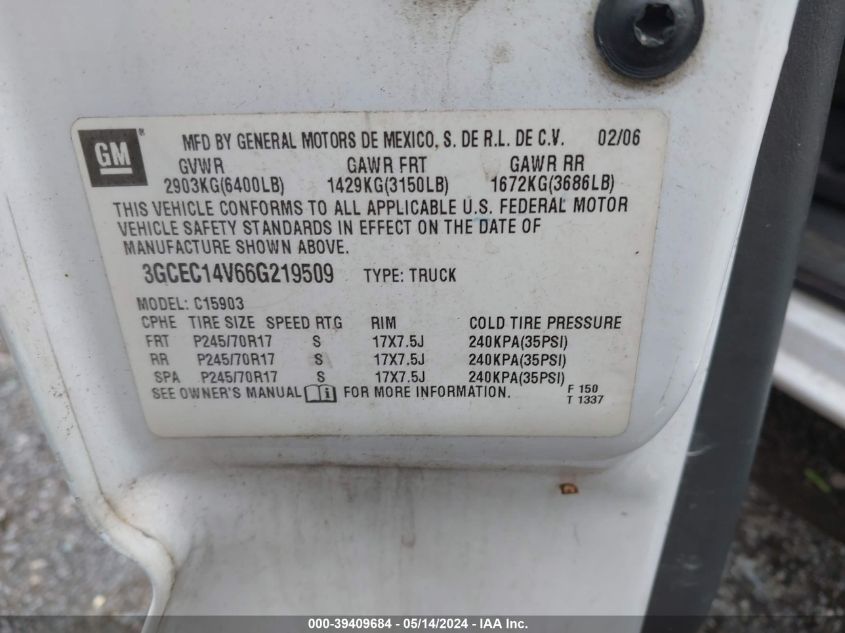 GM ® MFD BY GENERAL MOTORS DE MEXICO, S. DE R.L. DE C.V. 02/06
GVWR GAWR FRT GAWR RR
2903KG(6400LB) 1429KG(3150LB) 1672KG(3686LB)
THIS VEHICLE CONFORMS TO ALL APPLICABLE U.S. FEDERAL MOTOR
VEHICLE SAFETY STANDARDS IN EFFECT ON THE DATE OF
MANUFACTURE SHOWN ABOVE.
3GCEC14V66G219509 TYPE: TRUCK
MODEL: C15903
CPHE TIRE SIZE SPEED RTG RIM COLD TIRE PRESSURE
FRT P245/70R17 S 17X7.5J 240KPA(35PSI)
RR P245/70R17 S 17X7.5J 240KPA(35PSI)
SPA P245/70R17 S 17X7.5J 240KPA(35PSI)
SEE OWNER'S MANUAL i FOR MORE INFORMATION. F 150
T 1337
000-39409684 - 05/14/2024 - IAA Inc.